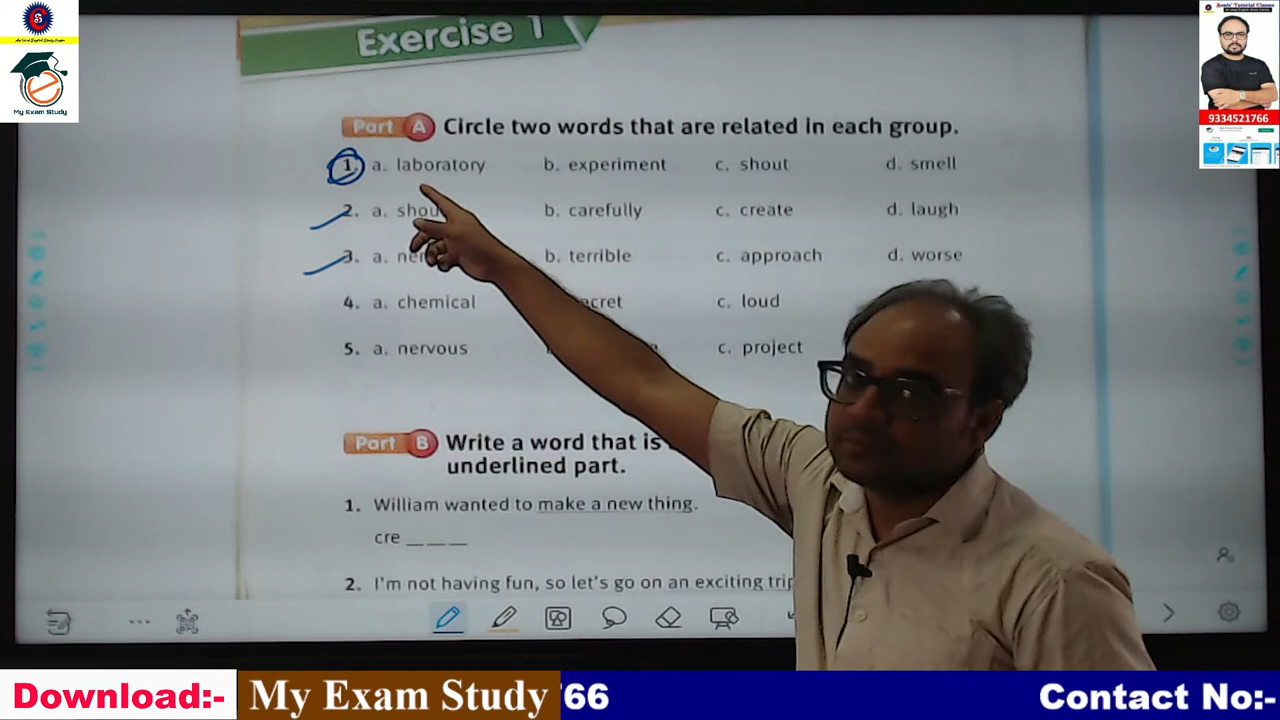 My Exam Study
Exercise 1
Part A Circle two words that are related in each group.
1. a. laboratory b. experiment c. shout d. smell
2. a. b. carefully c. create d. laugh
3. a. b. terrible c. approach d. worse
4. a. chemical c. loud
5. a. nervous c. project
Part B Write a word that is
underlined part.
1. William wanted to make a new thing.
cre _ _ _
2. I'm not having fun, so let's go on an exciting trip
9334521766
Download:- My Exam Study 766 Contact No:-